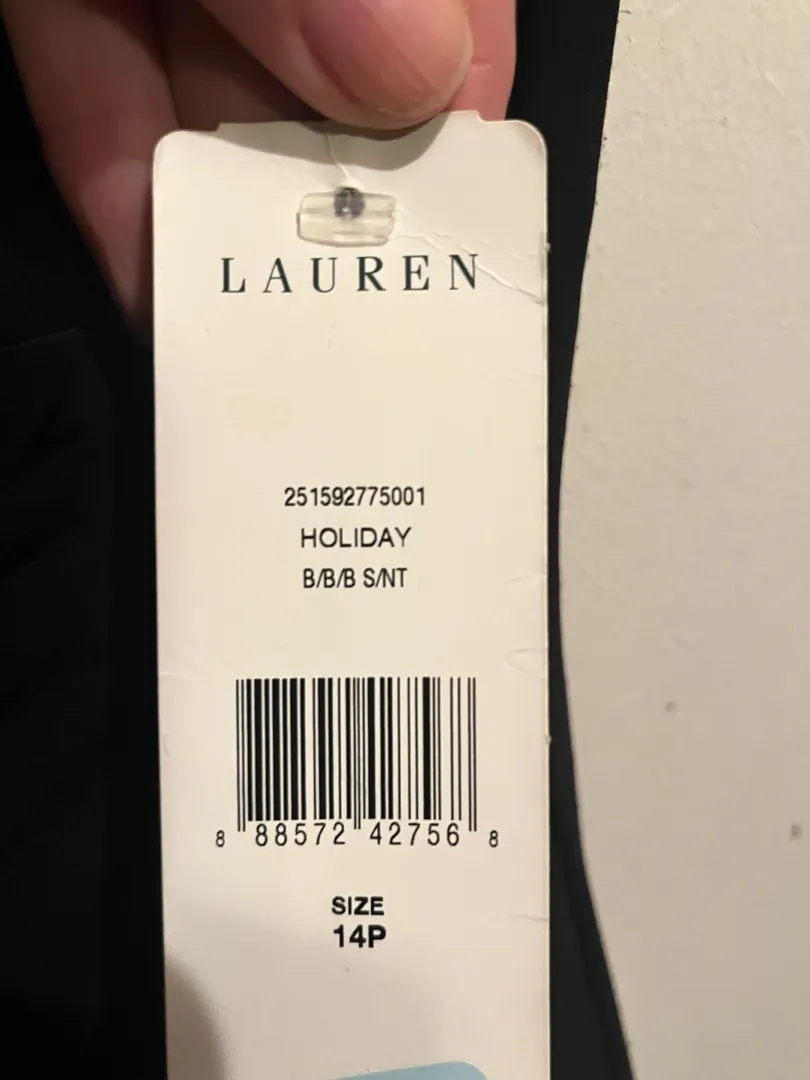 LAUREN
251592775001
HOLIDAY
B/B/B S/NT
8 88572 42756 8
SIZE
14P